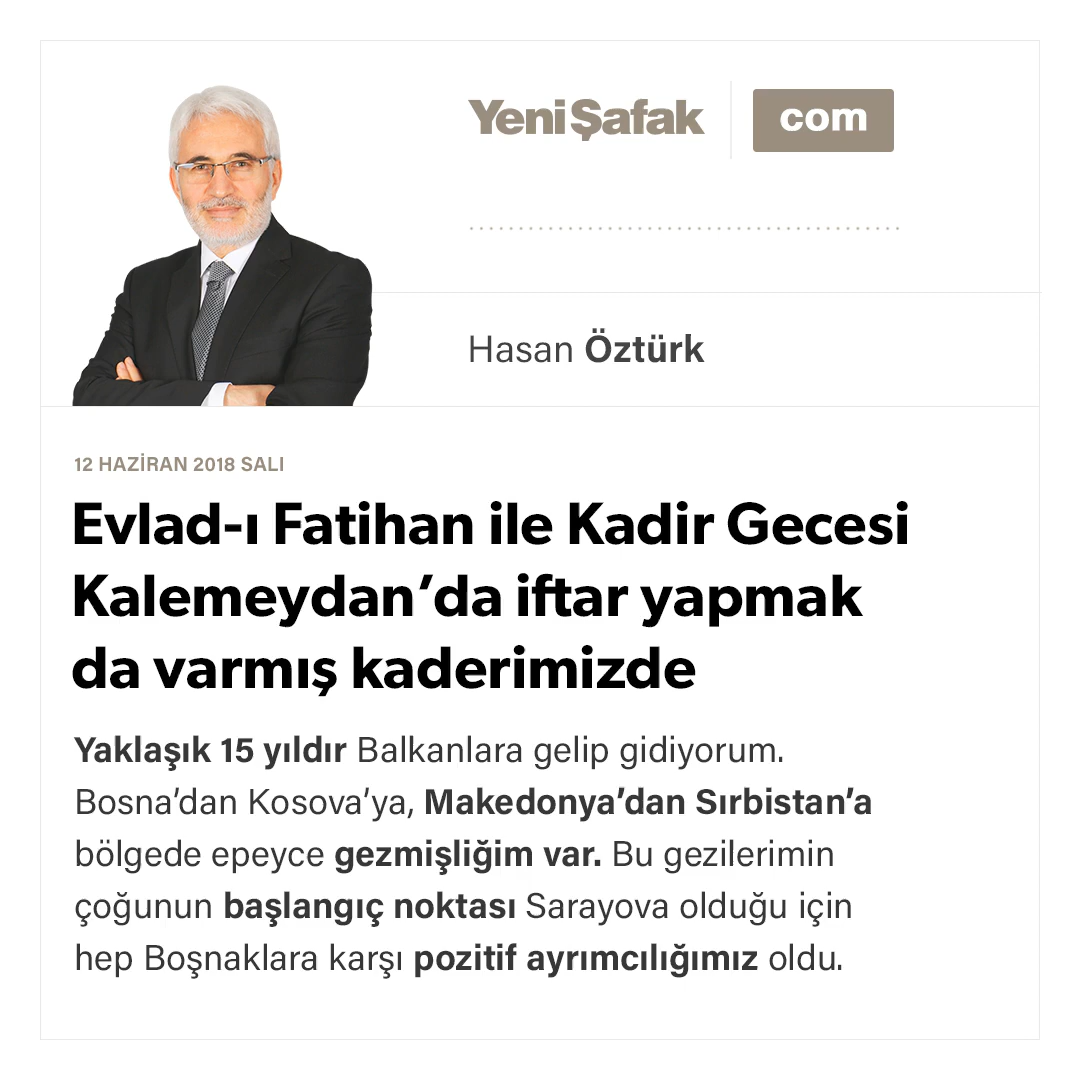 YeniŞafak com
Hasan Öztürk
12 HAZİRAN 2018 SALI
Evlad-ı Fatihan ile Kadir Gecesi
Kalemeydan’da iftar yapmak
da varmış kaderimizde
Yaklaşık 15 yıldır Balkanlara gelip gidiyorum.
Bosna’dan Kosova’ya, Makedonya’dan Sırbistan’a
bölgede epeyce gezmişliğim var. Bu gezilerimin
çoğunun başlangıç noktası Sarayova olduğu için
hep Boşnaklara karşı pozitif ayrımcılığımız oldu.